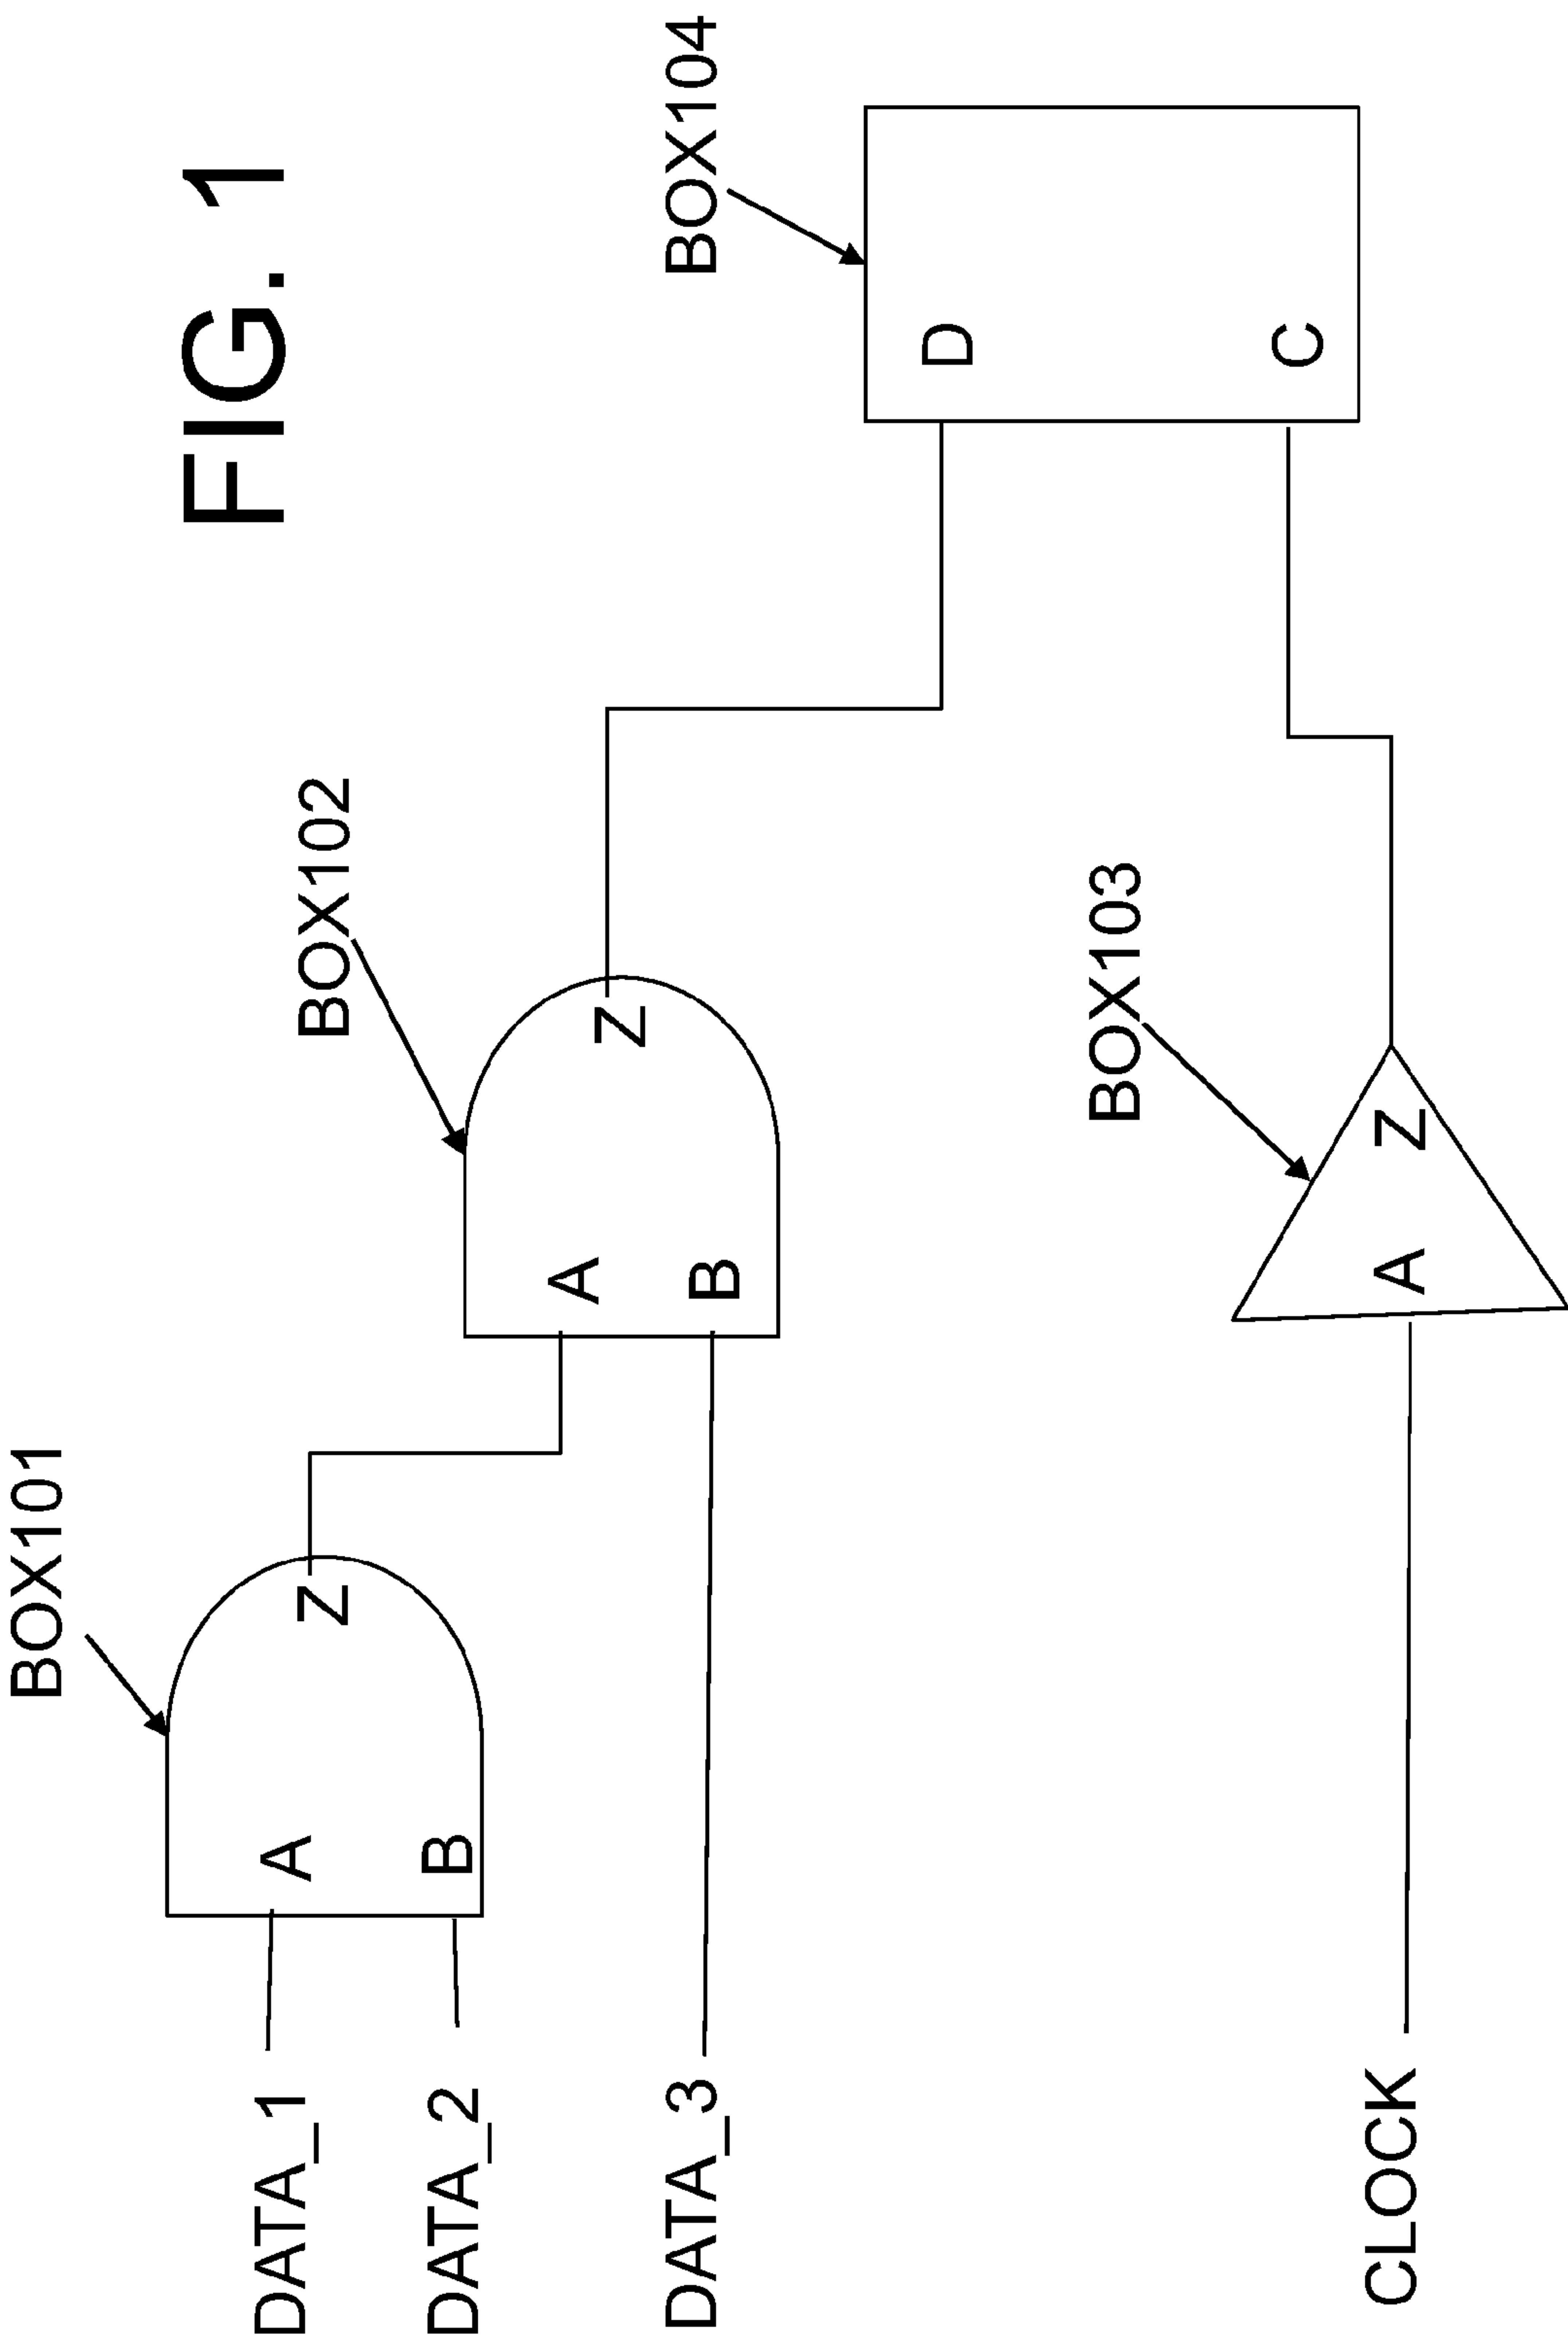 FIG. 1
BOX101
BOX102
BOX103
BOX104
DATA_1
DATA_2
DATA_3
CLOCK
A
B
Z
A
B
Z
A
Z
D
C